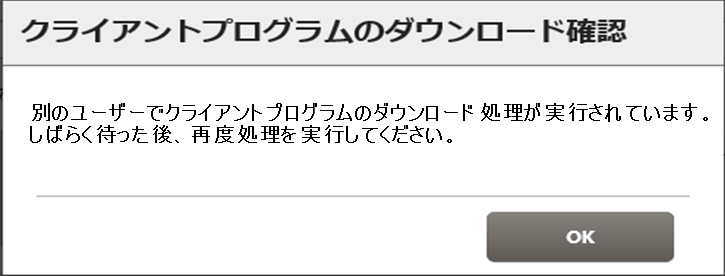 クライアントプログラムのダウンロード確認
別のユーザーでクライアントプログラムのダウンロード処理が実行されています。
しばらく待った後、再度処理を実行してください。
OK